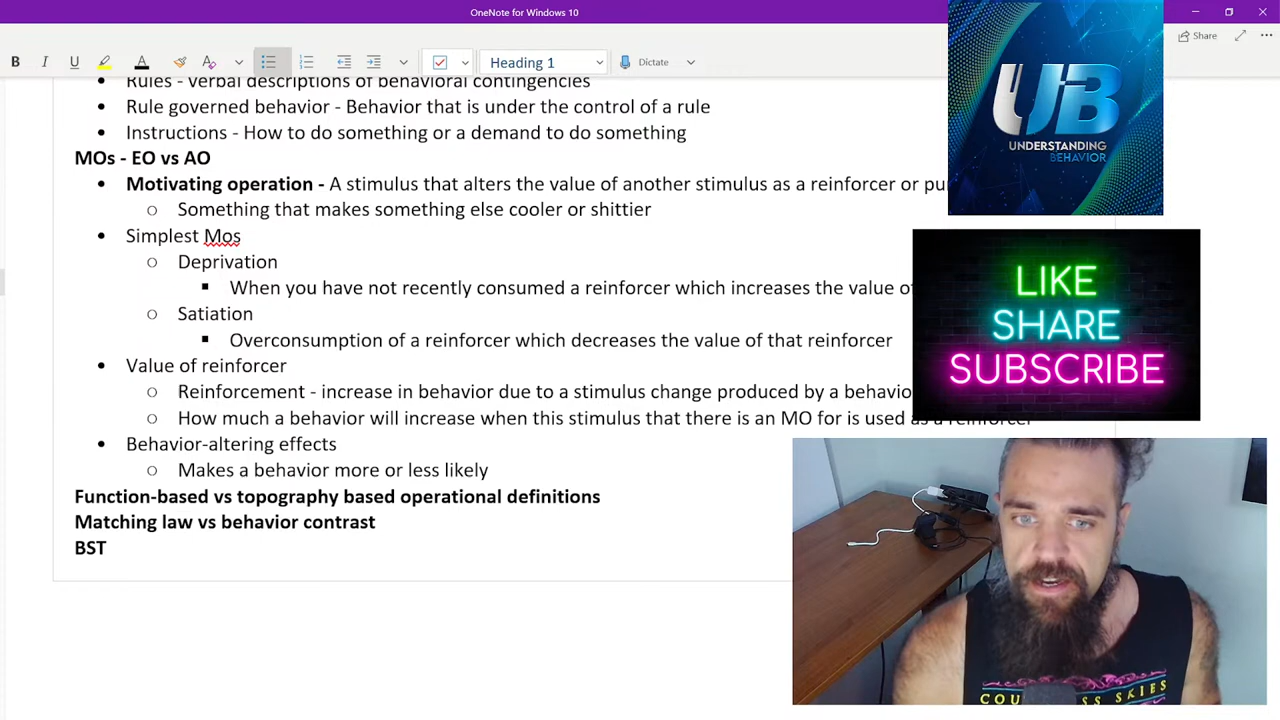 OneNote for Windows 10
Share
B I U A A Heading 1 Dictate
Rules - verbal descriptions of behavioral contingencies
• Rule governed behavior - Behavior that is under the control of a rule
• Instructions - How to do something or a demand to do something
MOs - EO vs AO
• Motivating operation - A stimulus that alters the value of another stimulus as a reinforcer or
○ Something that makes something else cooler or shittier
• Simplest Mos
○ Deprivation
▪ When you have not recently consumed a reinforcer which increases the value
○ Satiation
▪ Overconsumption of a reinforcer which decreases the value of that reinforcer
• Value of reinforcer
○ Reinforcement - increase in behavior due to a stimulus change produced by a
○ How much a behavior will increase when this stimulus that there is an MO for is used
• Behavior-altering effects
○ Makes a behavior more or less likely
Function-based vs topography based operational definitions
Matching law vs behavior contrast
BST
UB
UNDERSTANDING
BEHAVIOR
LIKE
SHARE
SUBSCRIBE
SKIES